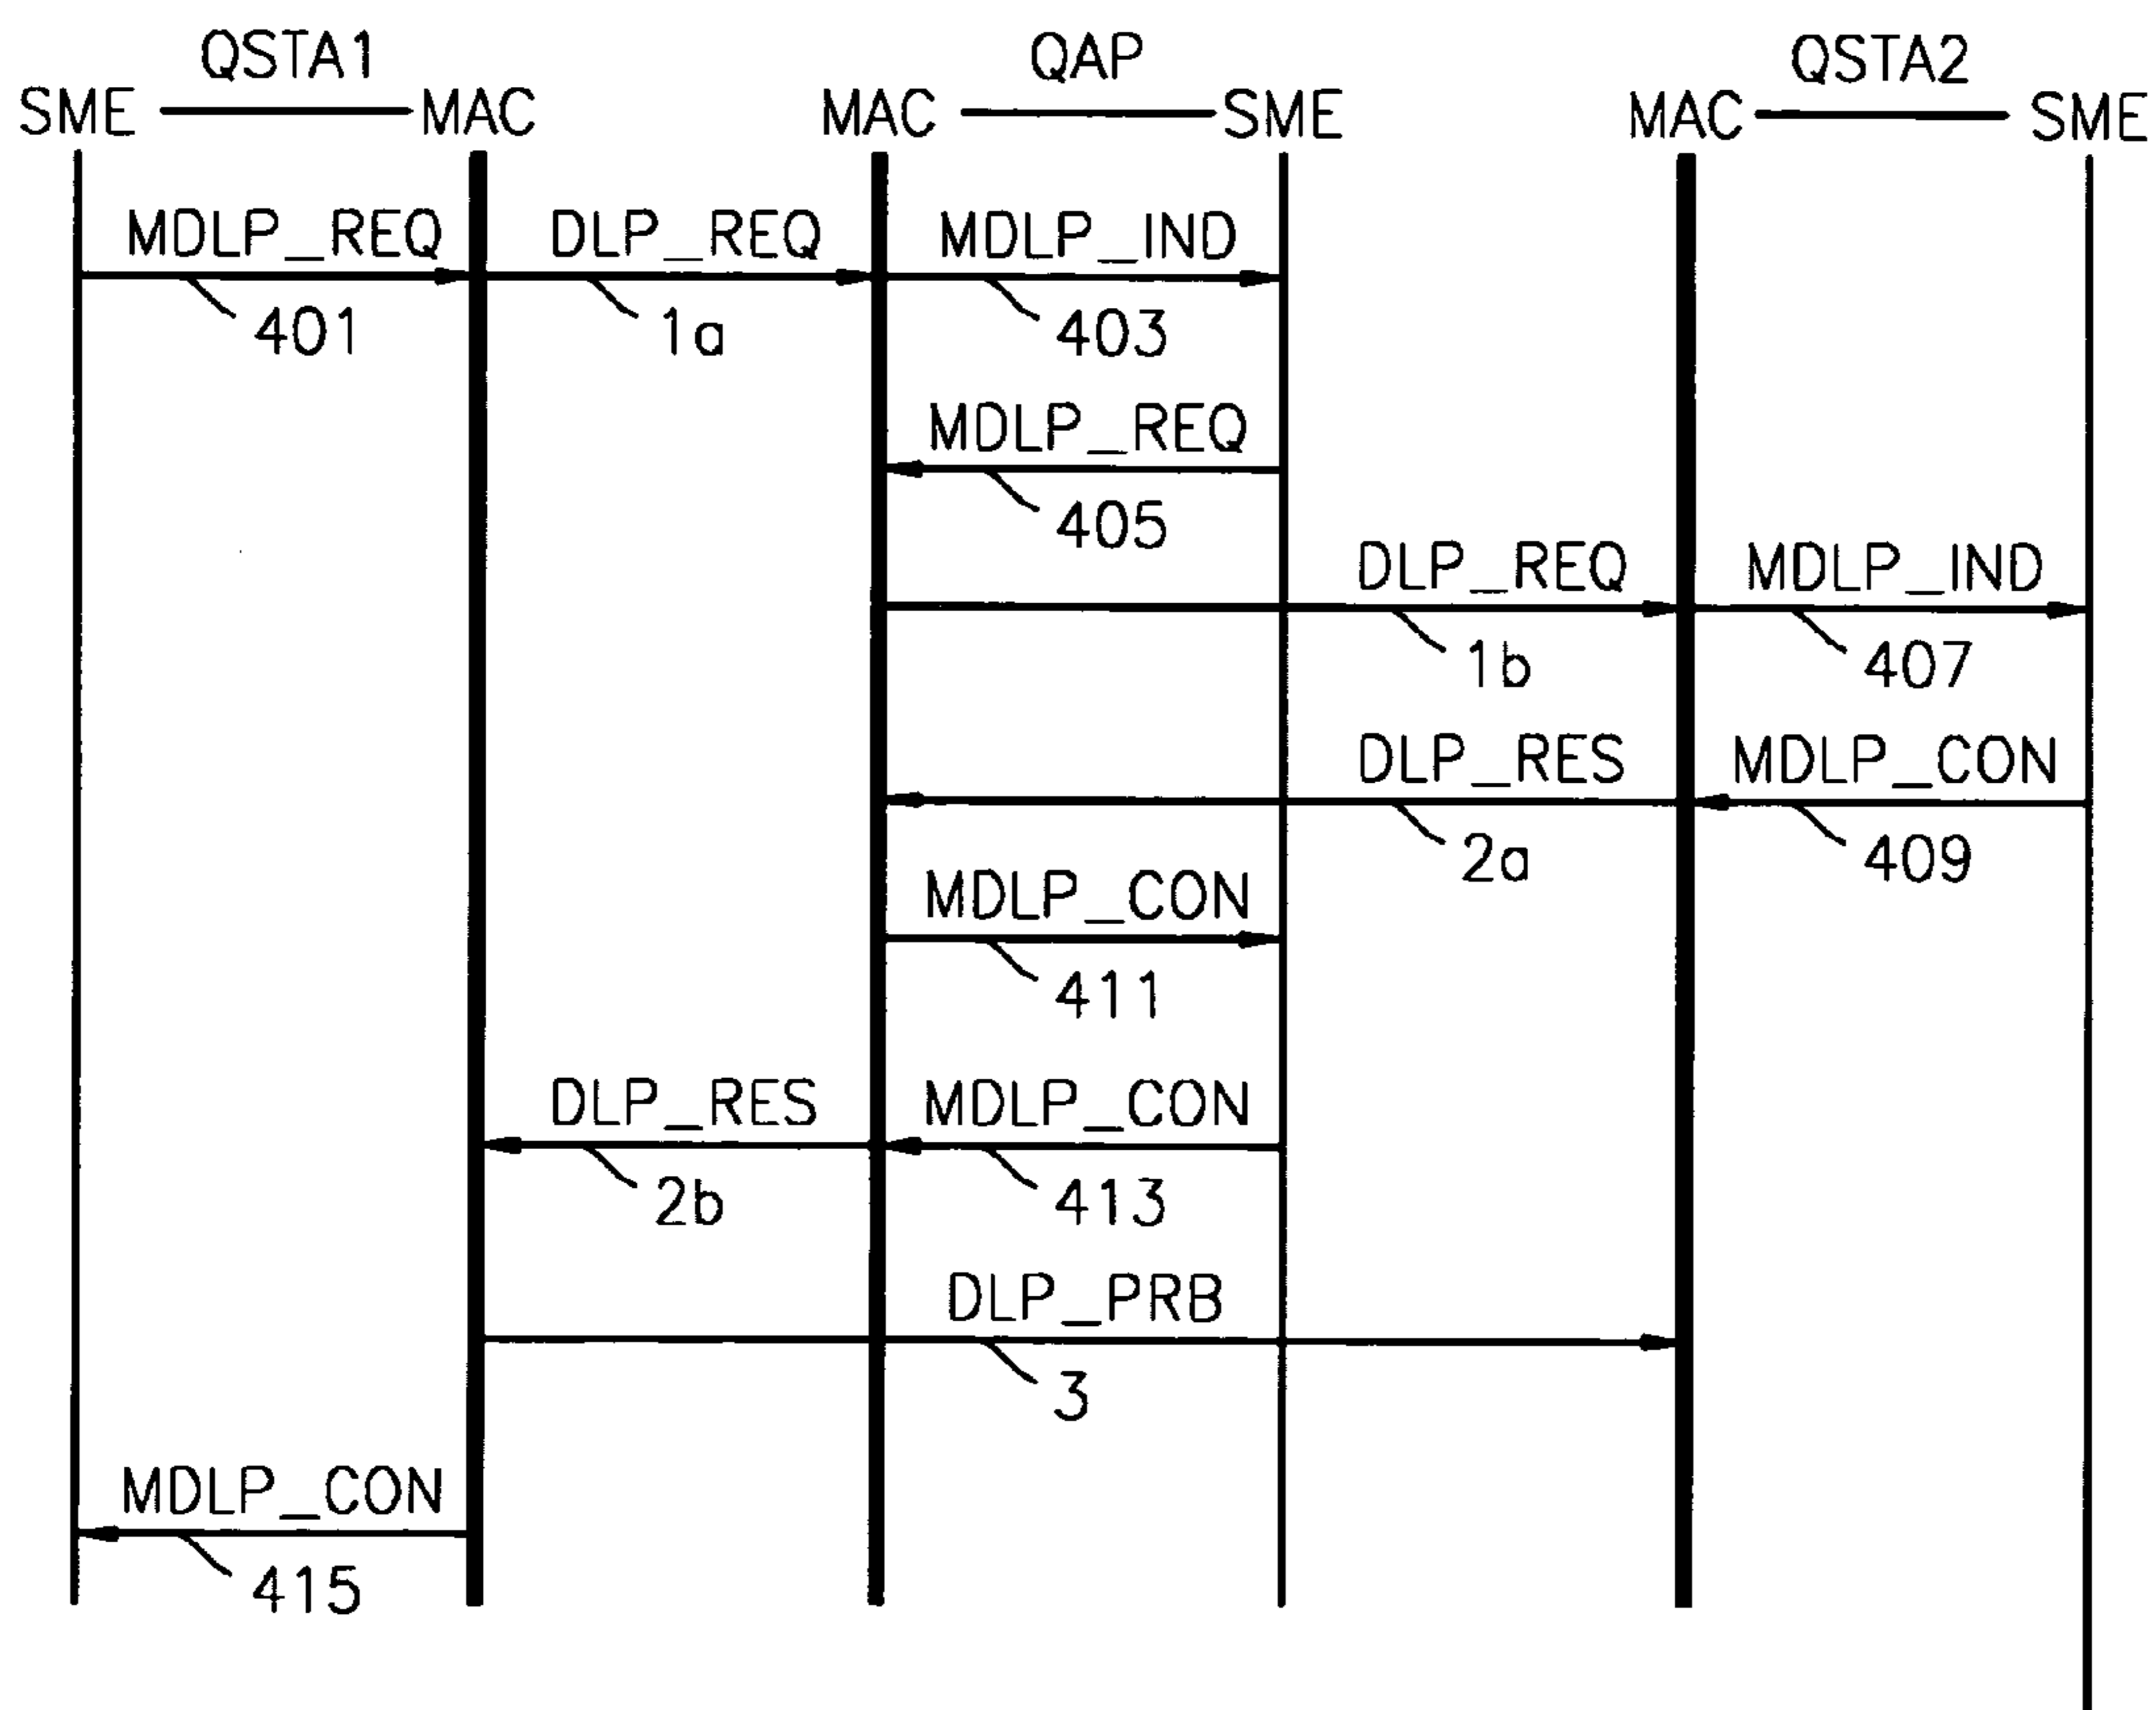 QSTA1 QAP QSTA2
SME MAC MAC SME MAC SME
MDLP_REQ DLP_REQ MDLP_IND
401 1a 403
MDLP_REQ
405
DLP_REQ MDLP_IND
1b 407
DLP_RES MDLP_CON
2a 409
MDLP_CON
411
DLP_RES MDLP_CON
2b 413
DLP_PRB
3
MDLP_CON
415